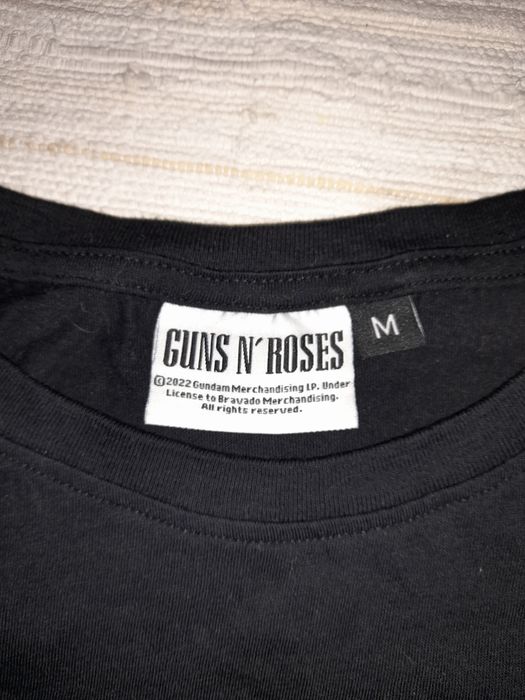 GUNS N´ ROSES
©2022 Gundam Merchandising LP. Under
License to Bravado Merchandising.
All rights reserved.
M